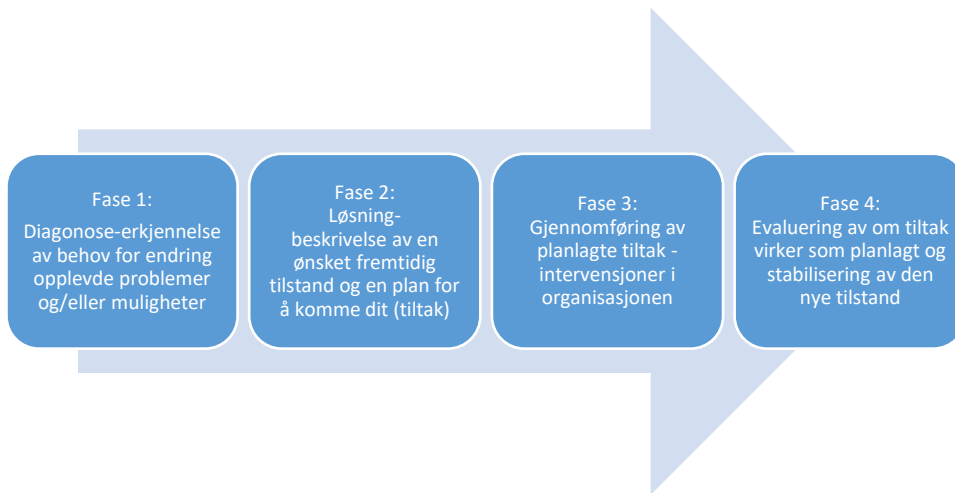 Fase 1:
Diagonose-erkjennelse
av behov for endring
opplevde problemer
og/eller muligheter
Fase 2:
Løsning-
beskrivelse av en
ønsket fremtidig
tilstand og en plan for
å komme dit (tiltak)
Fase 3:
Gjennomføring av
planlagte tiltak -
intervensjoner i
organisasjonen
Fase 4:
Evaluering av om tiltak
virker som planlagt og
stabilisering av den
nye tilstand